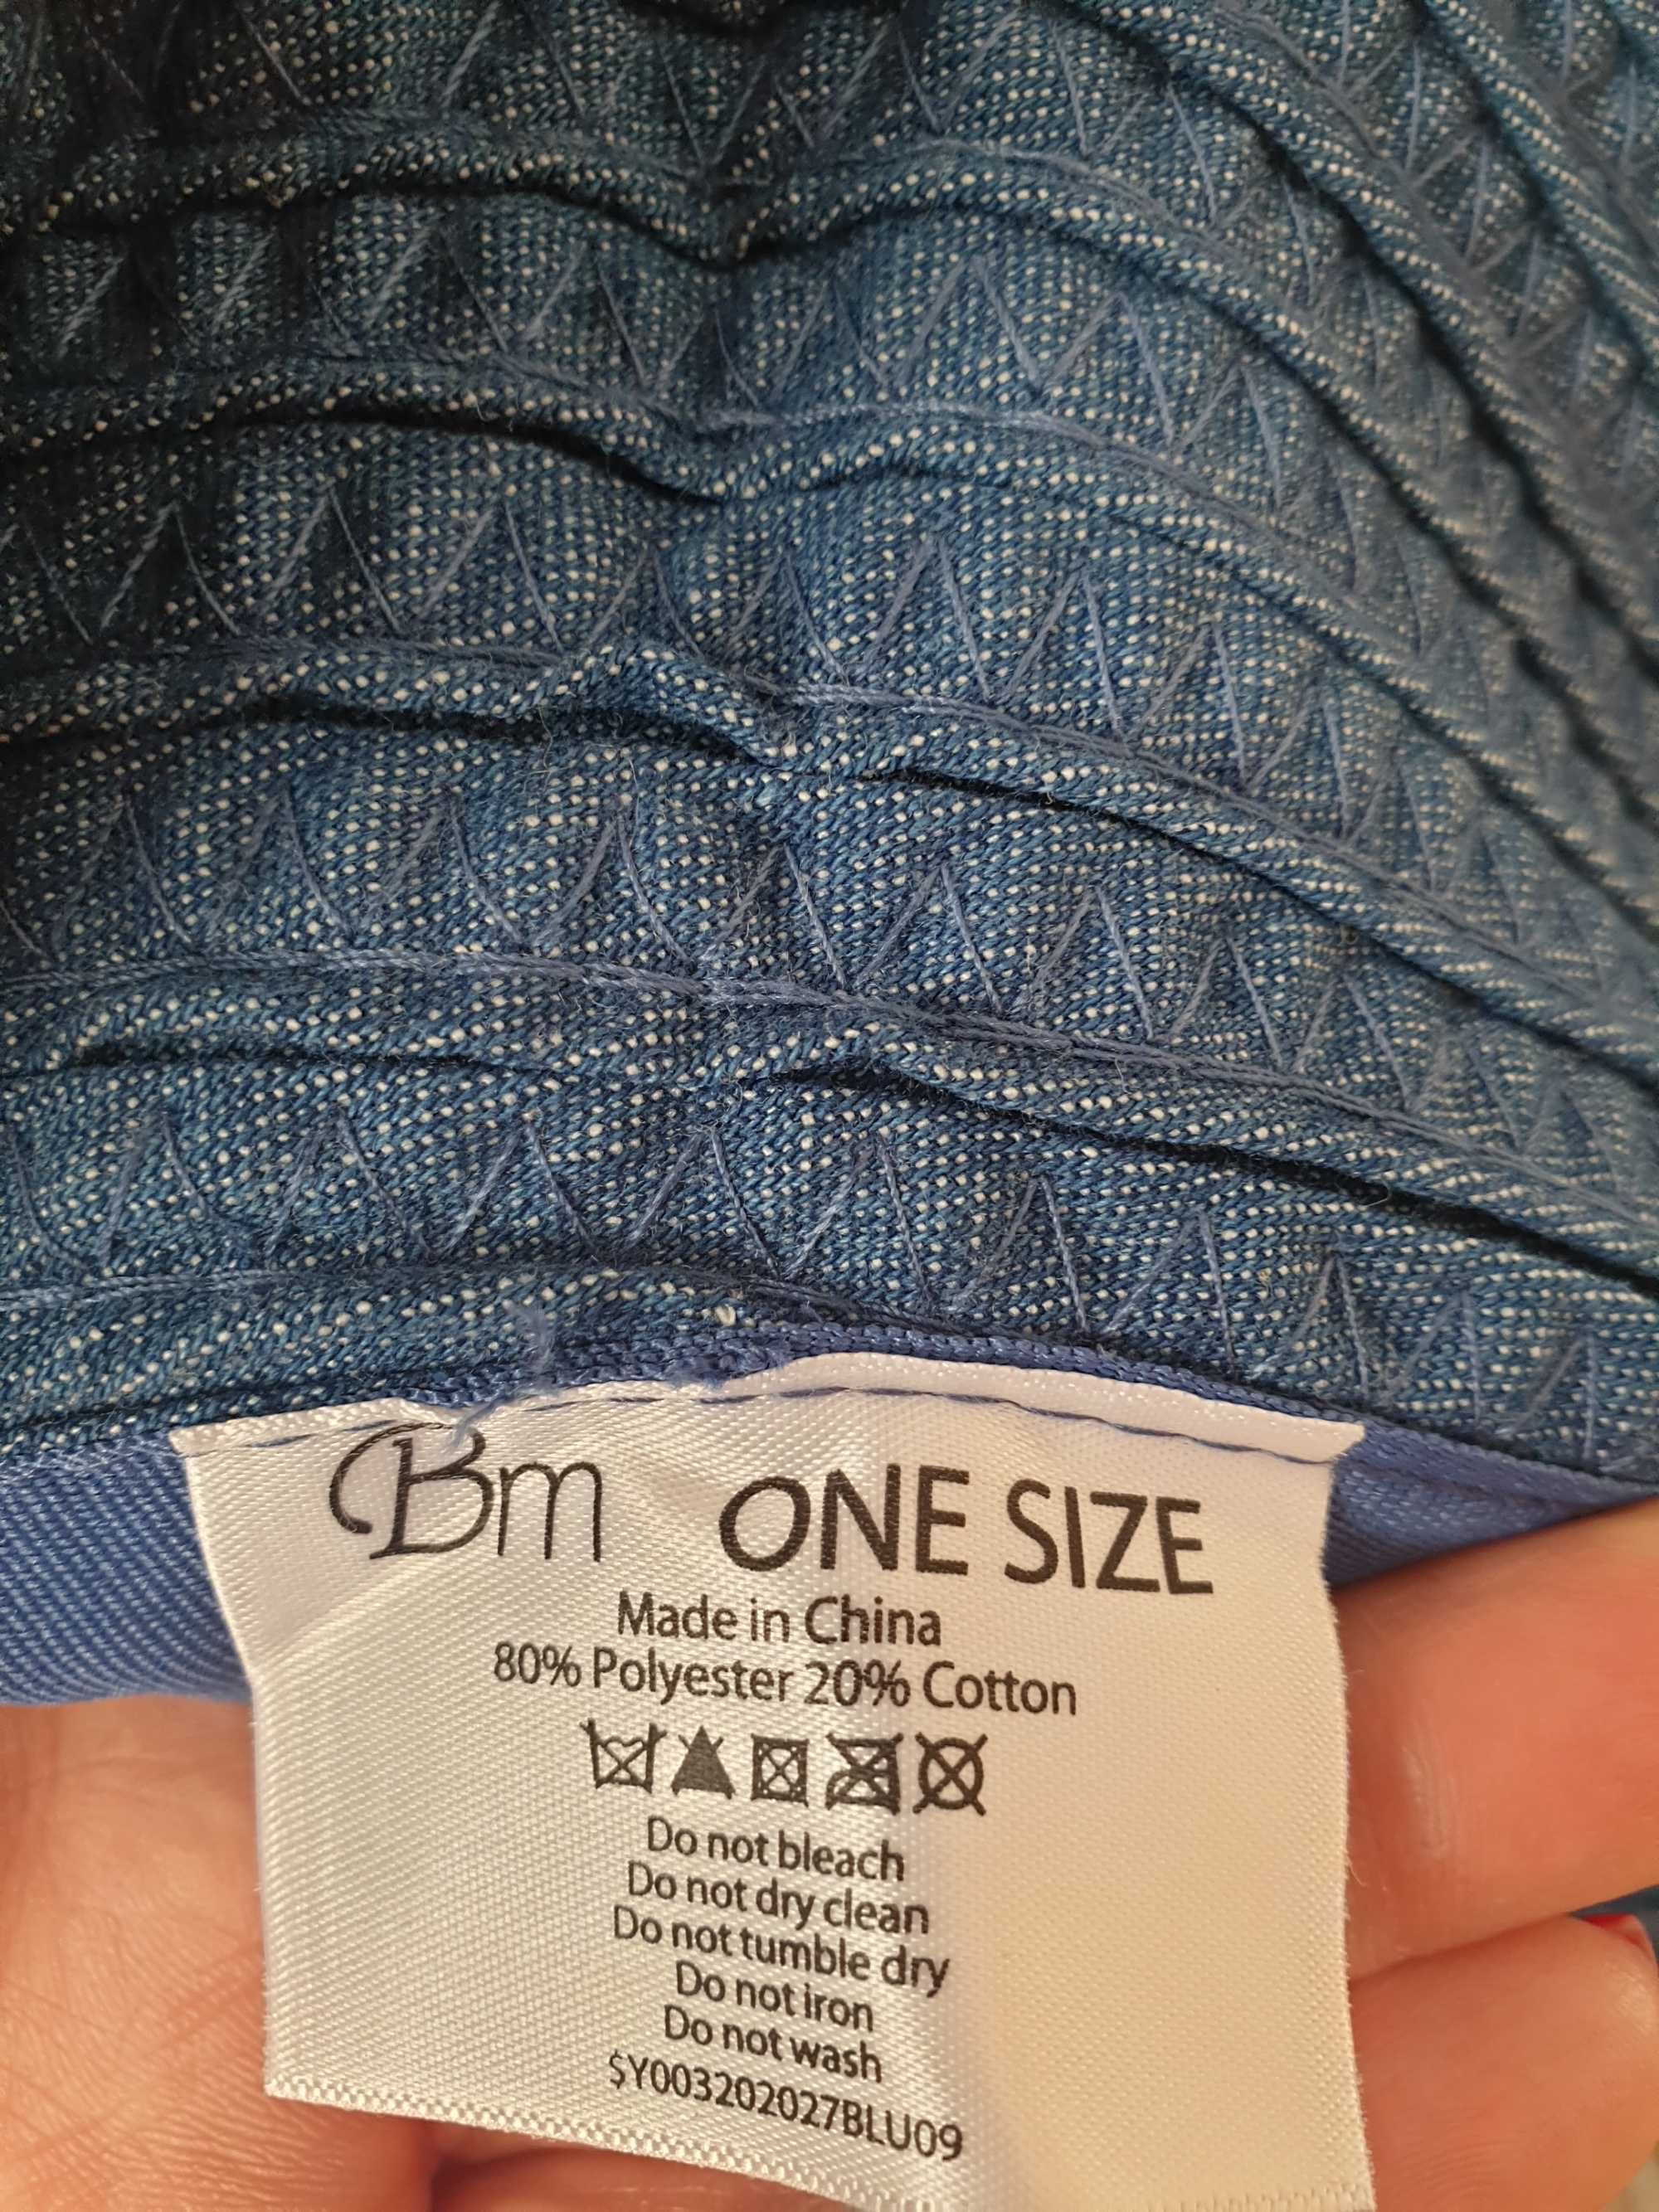 Bm ONE SIZE
Made in China
80% Polyester 20% Cotton
Do not bleach
Do not dry clean
Do not tumble dry
Do not iron
Do not wash
SY003202027BLU09